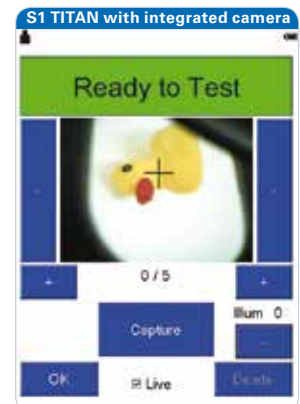 S1 TITAN with integrated camera
Ready to Test
- -
0 / 5
+ +
Illum 0
Capture
-
OK
Live
Delete